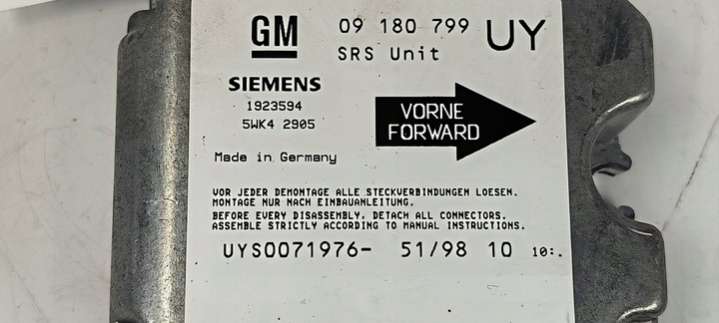 GM 09 180 799 UY
SRS Unit
SIEMENS
1923594
5WK4 2905
VORNE
FORWARD
Made in Germany
VOR JEDER DEMONTAGE ALLE STECKVERBINDUNGEN LOESEN.
MONTAGE NUR NACH EINBAUANLEITUNG.
BEFORE EVERY DISASSEMBLY, DETACH ALL CONNECTORS.
ASSEMBLE STRICTLY ACCORDING TO MANUAL INSTRUCTIONS.
UYS0071976- 51/98 10